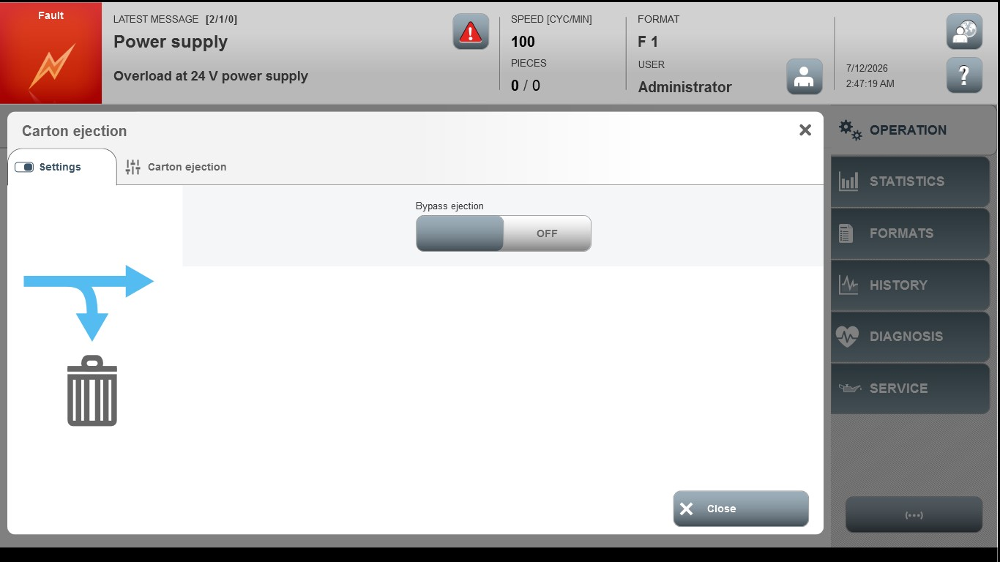 Fault
LATEST MESSAGE [2/1/0]
Power supply
Overload at 24 V power supply
SPEED [CYC/MIN]
100
PIECES
0 / 0
FORMAT
F 1
USER
Administrator
7/12/2026
2:47:19 AM
?
Carton ejection
Settings
Carton ejection
Bypass ejection
OFF
Close
OPERATION
STATISTICS
FORMATS
HISTORY
DIAGNOSIS
SERVICE
(•••)